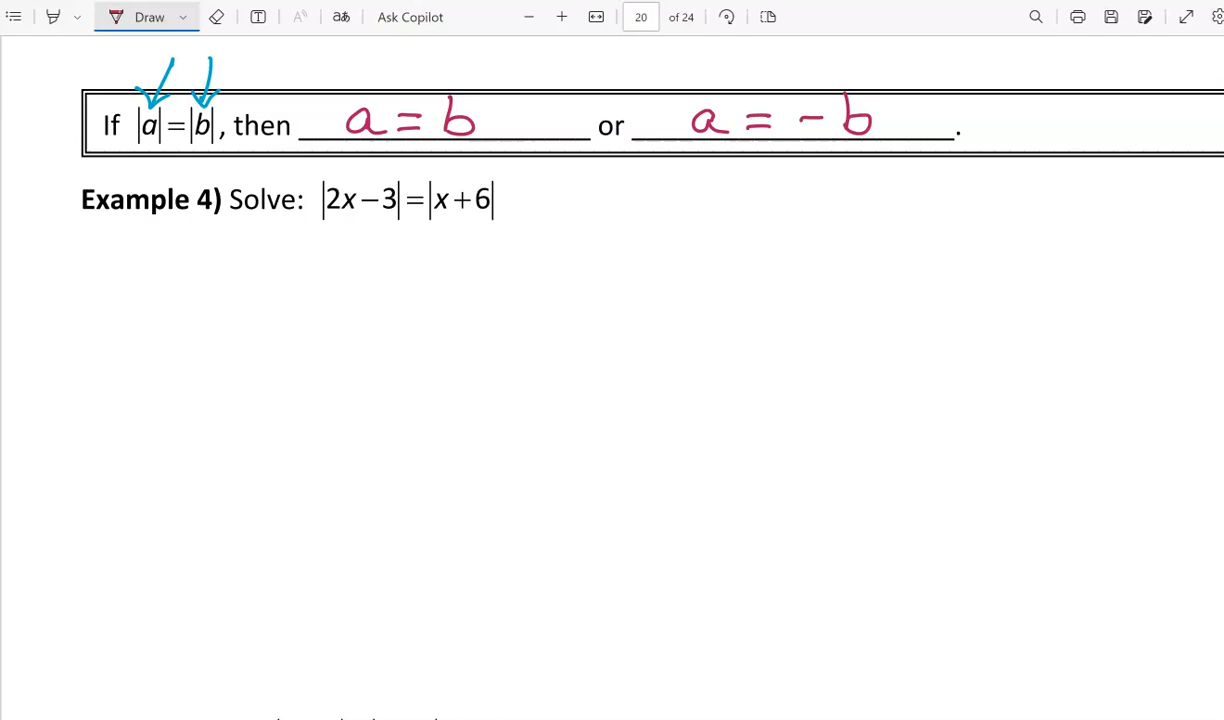 Draw Ask Copilot 20 of 24
If |a| = |b|, then a = b or a = - b.
Example 4) Solve: |2x − 3| = |x + 6|